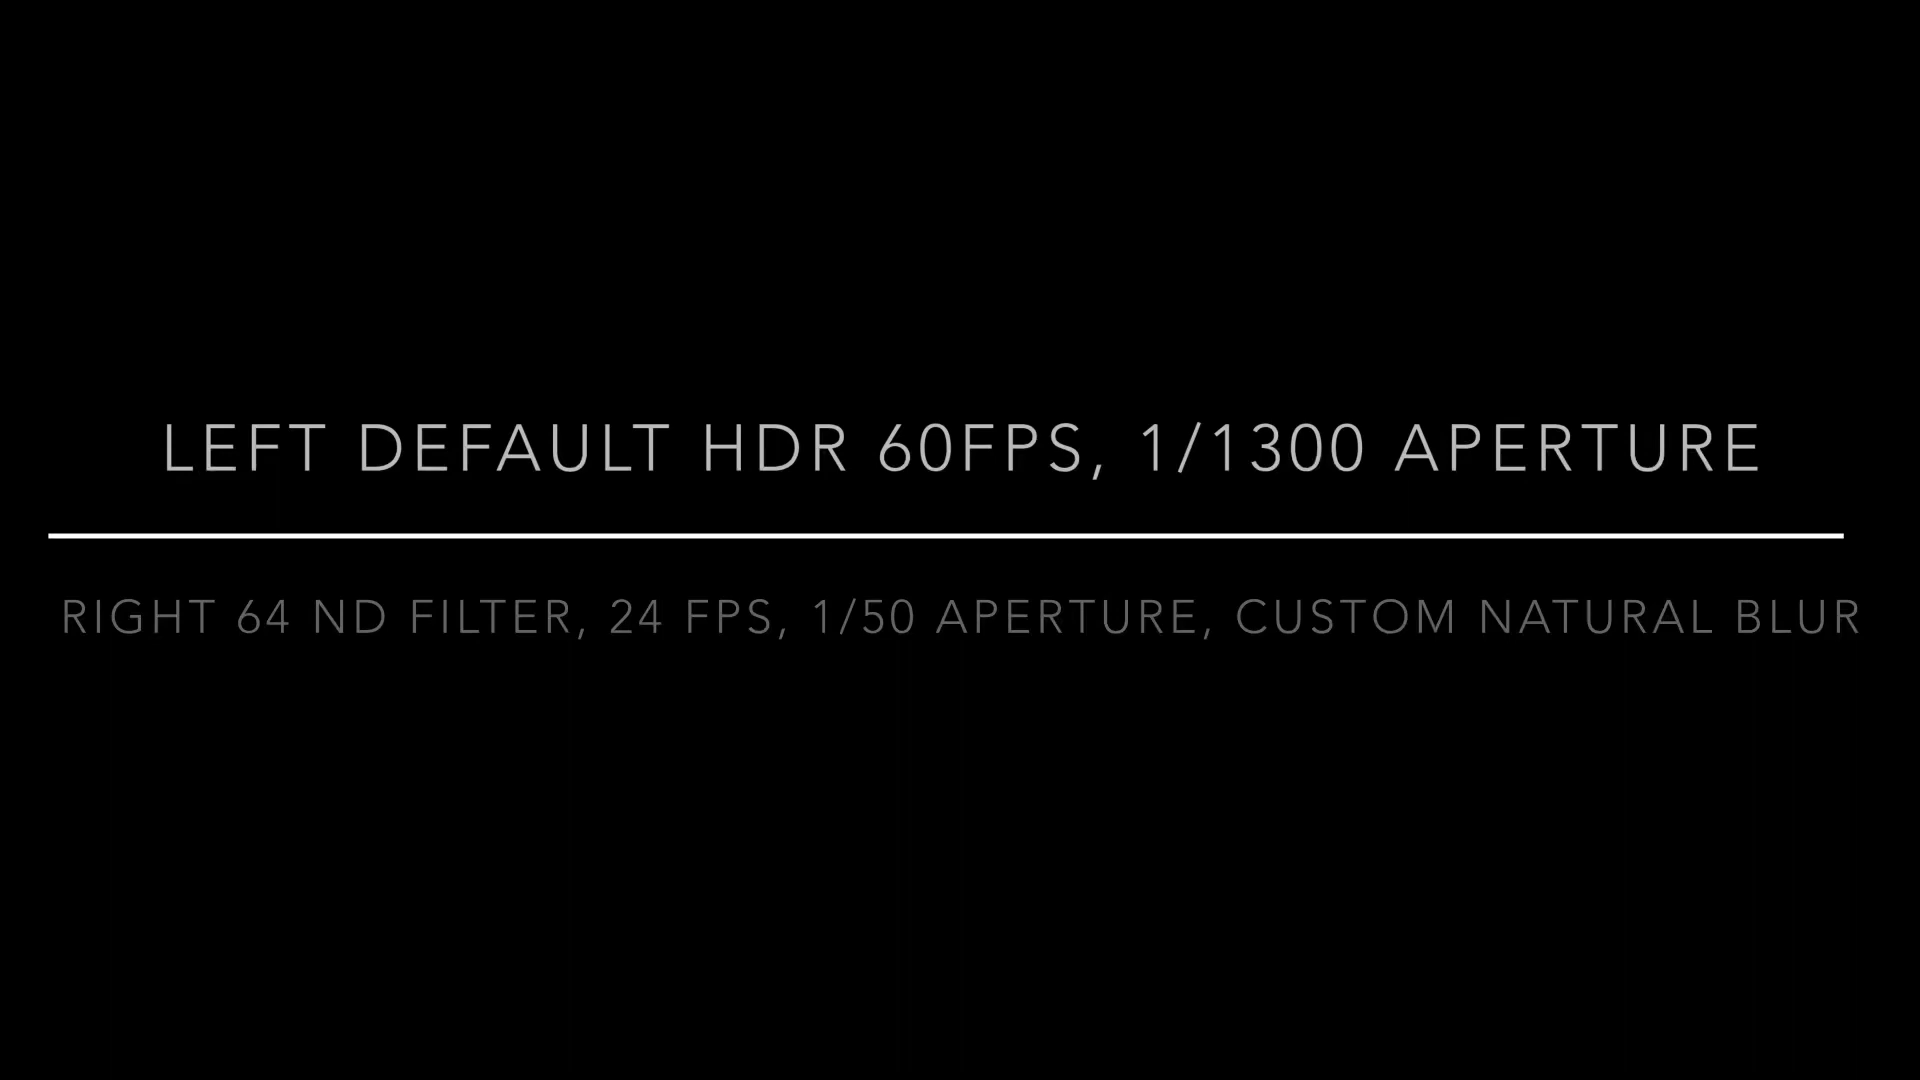 LEFT DEFAULT HDR 60FPS, 1/1300 APERTURE
RIGHT 64 ND FILTER, 24 FPS, 1/50 APERTURE, CUSTOM NATURAL BLUR